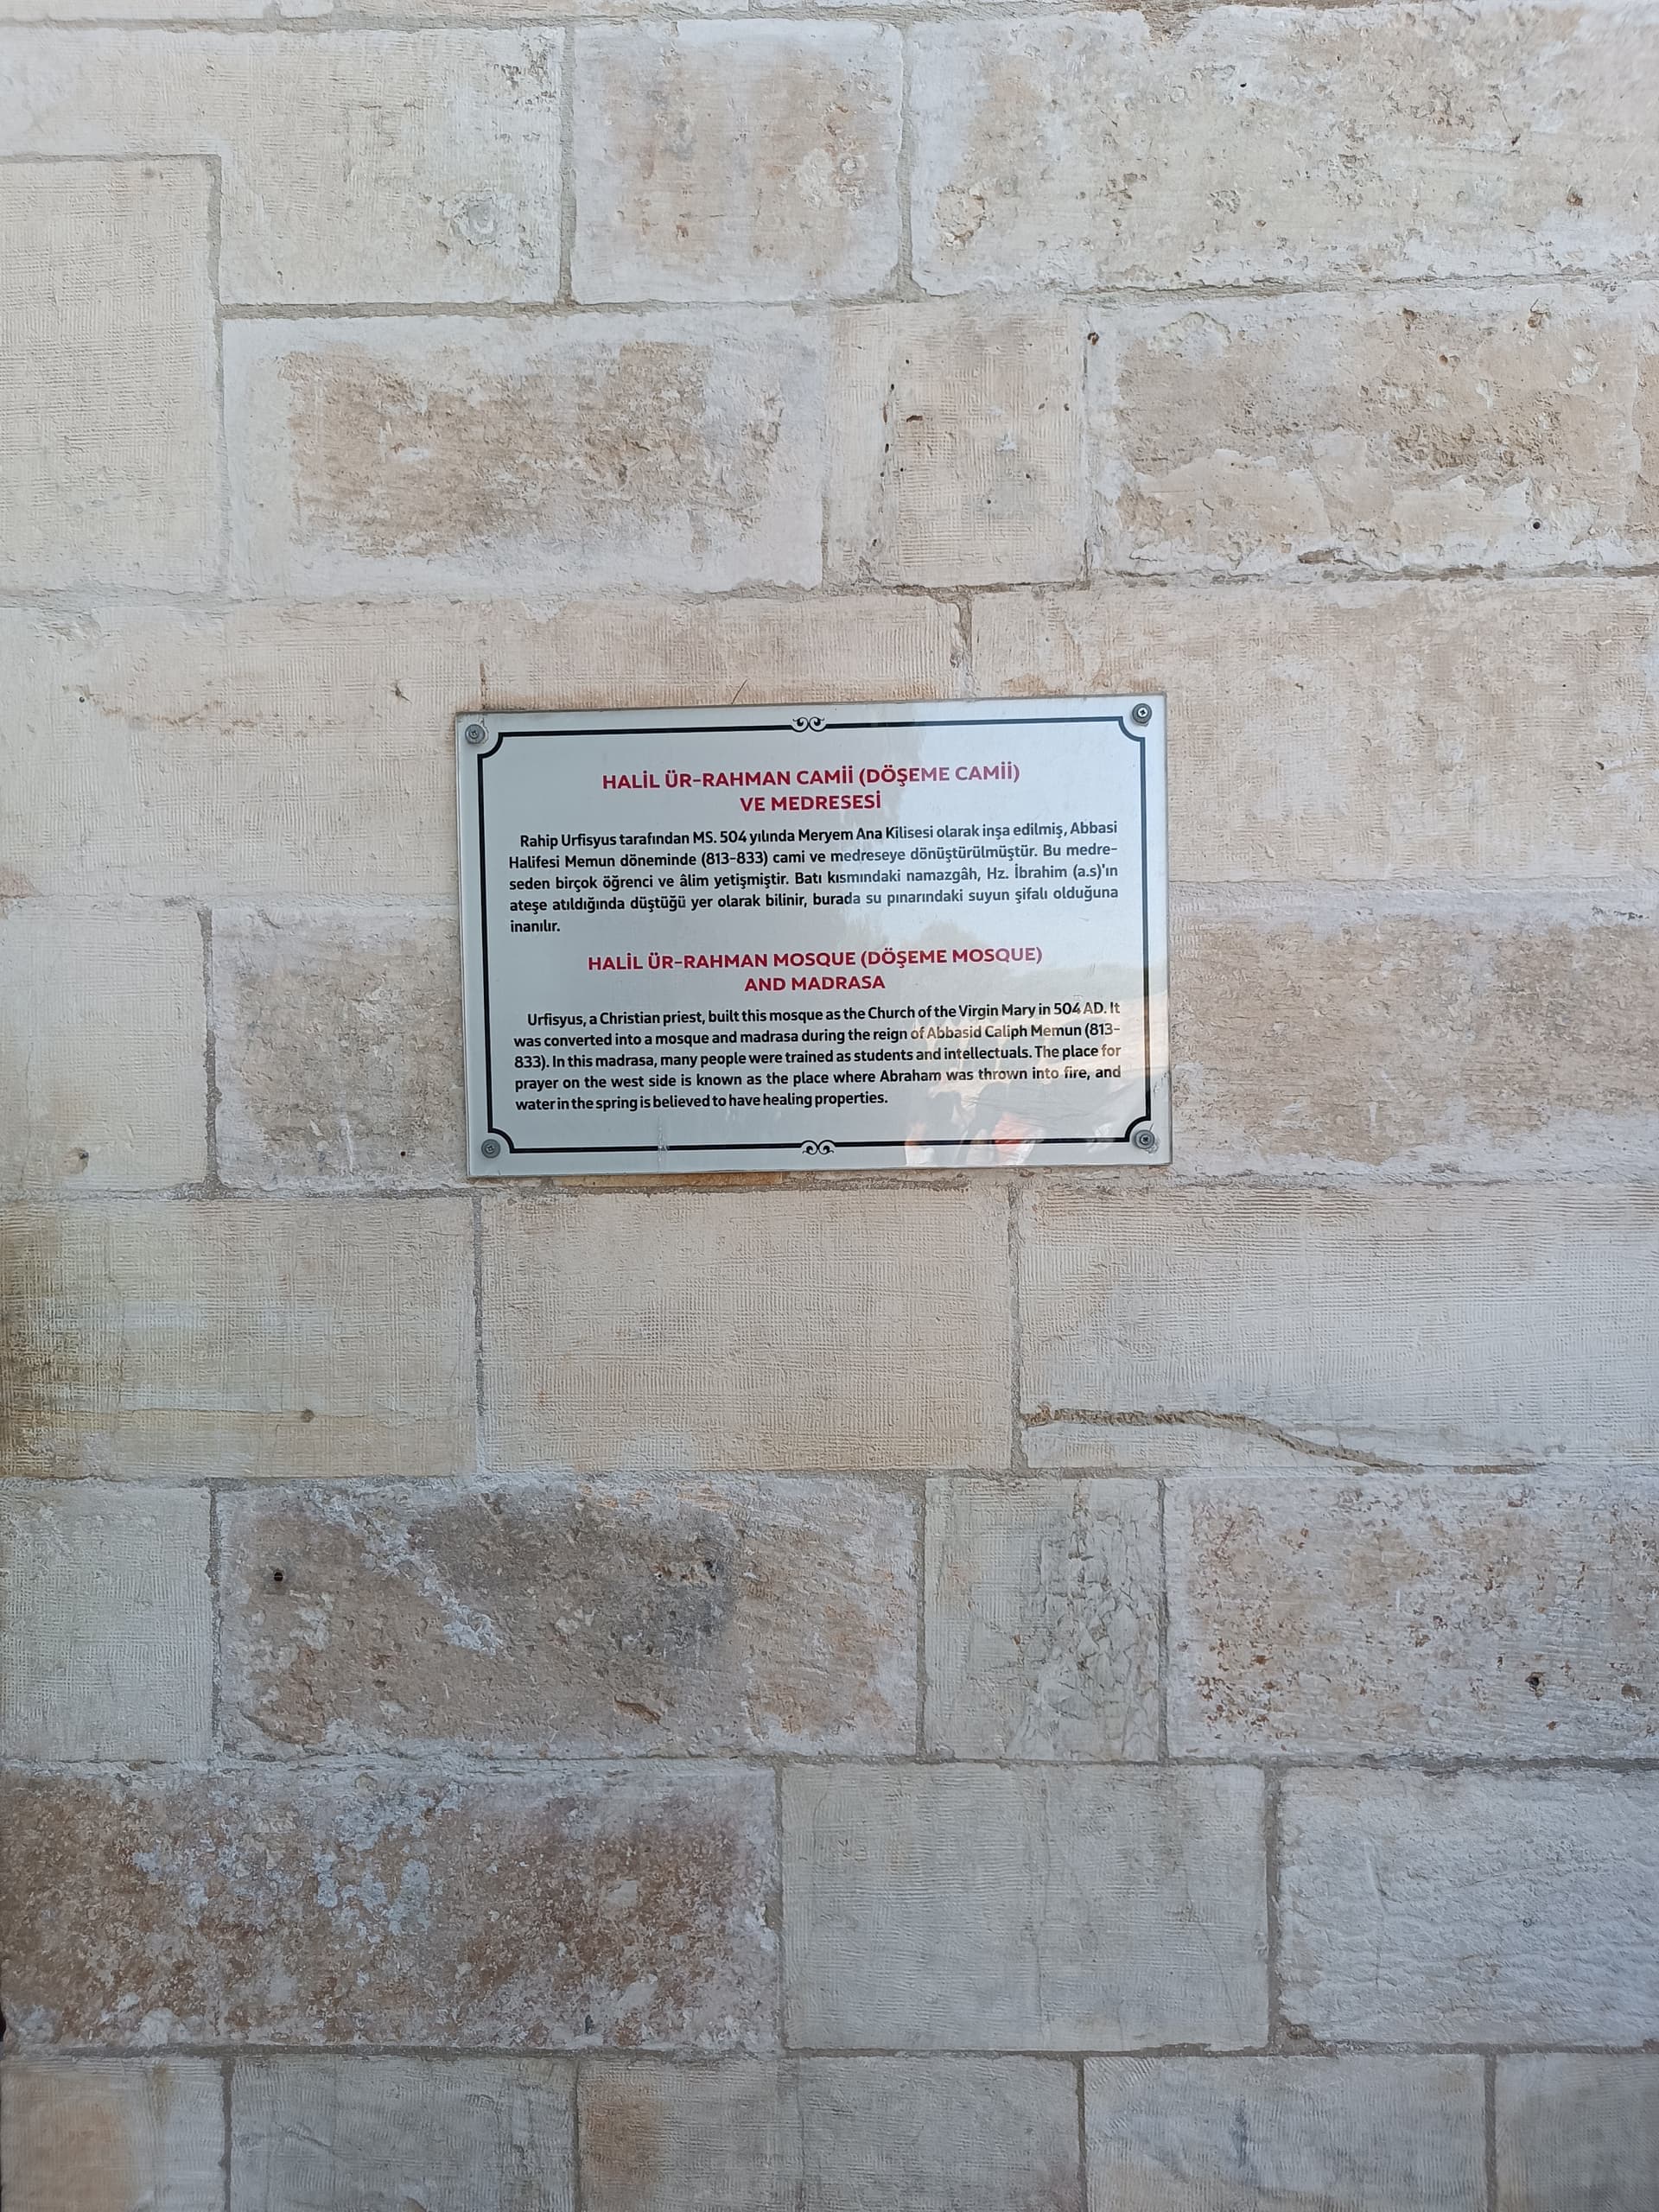 HALİL ÜR-RAHMAN CAMİİ (DÖŞEME CAMİİ)
VE MEDRESESİ
Rahip Urfisyus tarafından MS. 504 yılında Meryem Ana Kilisesi olarak inşa edilmiş, Abbasi
Halifesi Memun döneminde (813-833) cami ve medreseye dönüştürülmüştür. Bu medre-
seden birçok öğrenci ve âlim yetişmiştir. Batı kısmındaki namazgâh, Hz. İbrahim (a.s)'ın
ateşe atıldığında düştüğü yer olarak bilinir, burada su pınarındaki suyun şifalı olduğuna
inanılır.
HALİL ÜR-RAHMAN MOSQUE (DÖŞEME MOSQUE)
AND MADRASA
Urfisyus, a Christian priest, built this mosque as the Church of the Virgin Mary in 504 AD. It
was converted into a mosque and madrasa during the reign of Abbasid Caliph Memun (813-
833). In this madrasa, many people were trained as students and intellectuals. The place for
prayer on the west side is known as the place where Abraham was thrown into fire, and
water in the spring is believed to have healing properties.